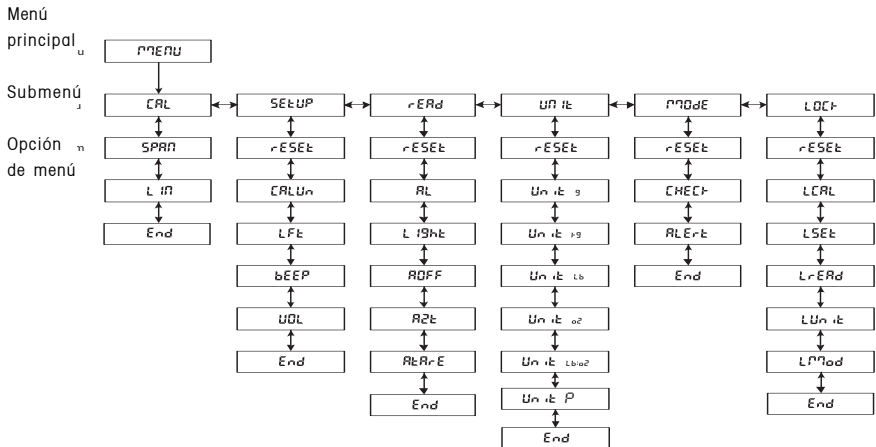 Menú
principal u
MENU
Submenú u
CAL SEtUP rEAd UNit MOdE LOCK
Opción n
de menú
SPAN rESEt rESEt rESEt rESEt rESEt
LIN CALUn AL Unit g CHECK LCAL
End LFt LIght Unit kg ALErt LSEt
bEEP AOFF Unit Lb End LrEAd
VOL AZt Unit oz LUnit
End AtArE Unit Lb:oz LMod
End Unit P End
End